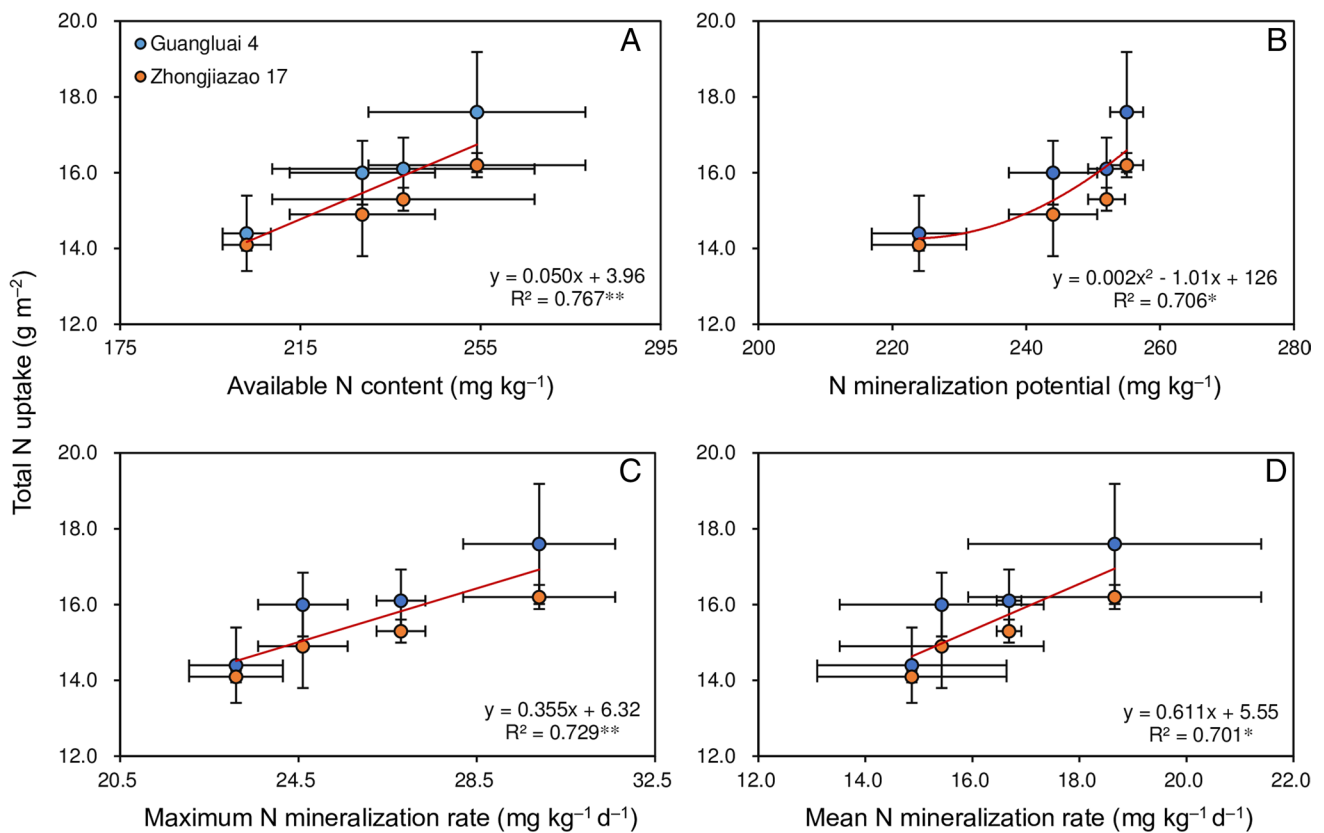 Total N uptake (g m⁻²)
20.0
18.0
16.0
14.0
12.0
Guangluai 4
Zhongjiazao 17
A
y = 0.050x + 3.96
R² = 0.767**
175 215 255 295
Available N content (mg kg⁻¹)
20.0
18.0
16.0
14.0
12.0
B
y = 0.002x² - 1.01x + 126
R² = 0.706*
200 220 240 260 280
N mineralization potential (mg kg⁻¹)
20.0
18.0
16.0
14.0
12.0
C
y = 0.355x + 6.32
R² = 0.729**
20.5 24.5 28.5 32.5
Maximum N mineralization rate (mg kg⁻¹ d⁻¹)
20.0
18.0
16.0
14.0
12.0
D
y = 0.611x + 5.55
R² = 0.701*
12.0 14.0 16.0 18.0 20.0 22.0
Mean N mineralization rate (mg kg⁻¹ d⁻¹)